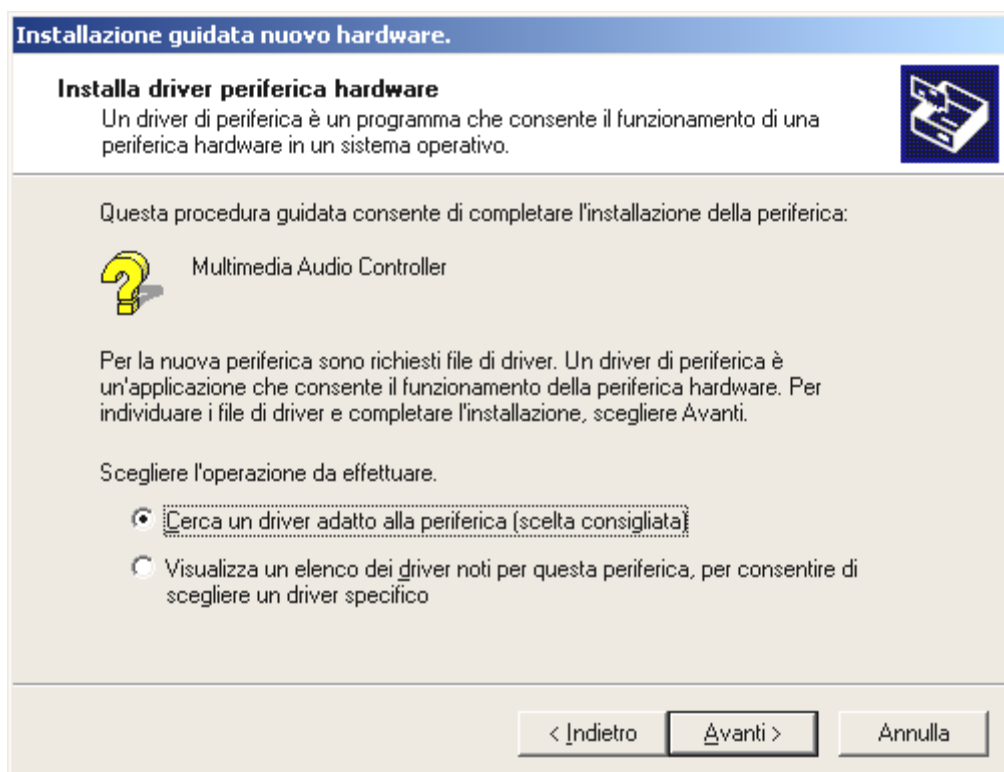 Installazione guidata nuovo hardware.
Installa driver periferica hardware
Un driver di periferica è un programma che consente il funzionamento di una
periferica hardware in un sistema operativo.
Questa procedura guidata consente di completare l'installazione della periferica:
Multimedia Audio Controller
Per la nuova periferica sono richiesti file di driver. Un driver di periferica è
un'applicazione che consente il funzionamento della periferica hardware. Per
individuare i file di driver e completare l'installazione, scegliere Avanti.
Scegliere l'operazione da effettuare.
Cerca un driver adatto alla periferica (scelta consigliata)
Visualizza un elenco dei driver noti per questa periferica, per consentire di
scegliere un driver specifico
< Indietro
Avanti >
Annulla